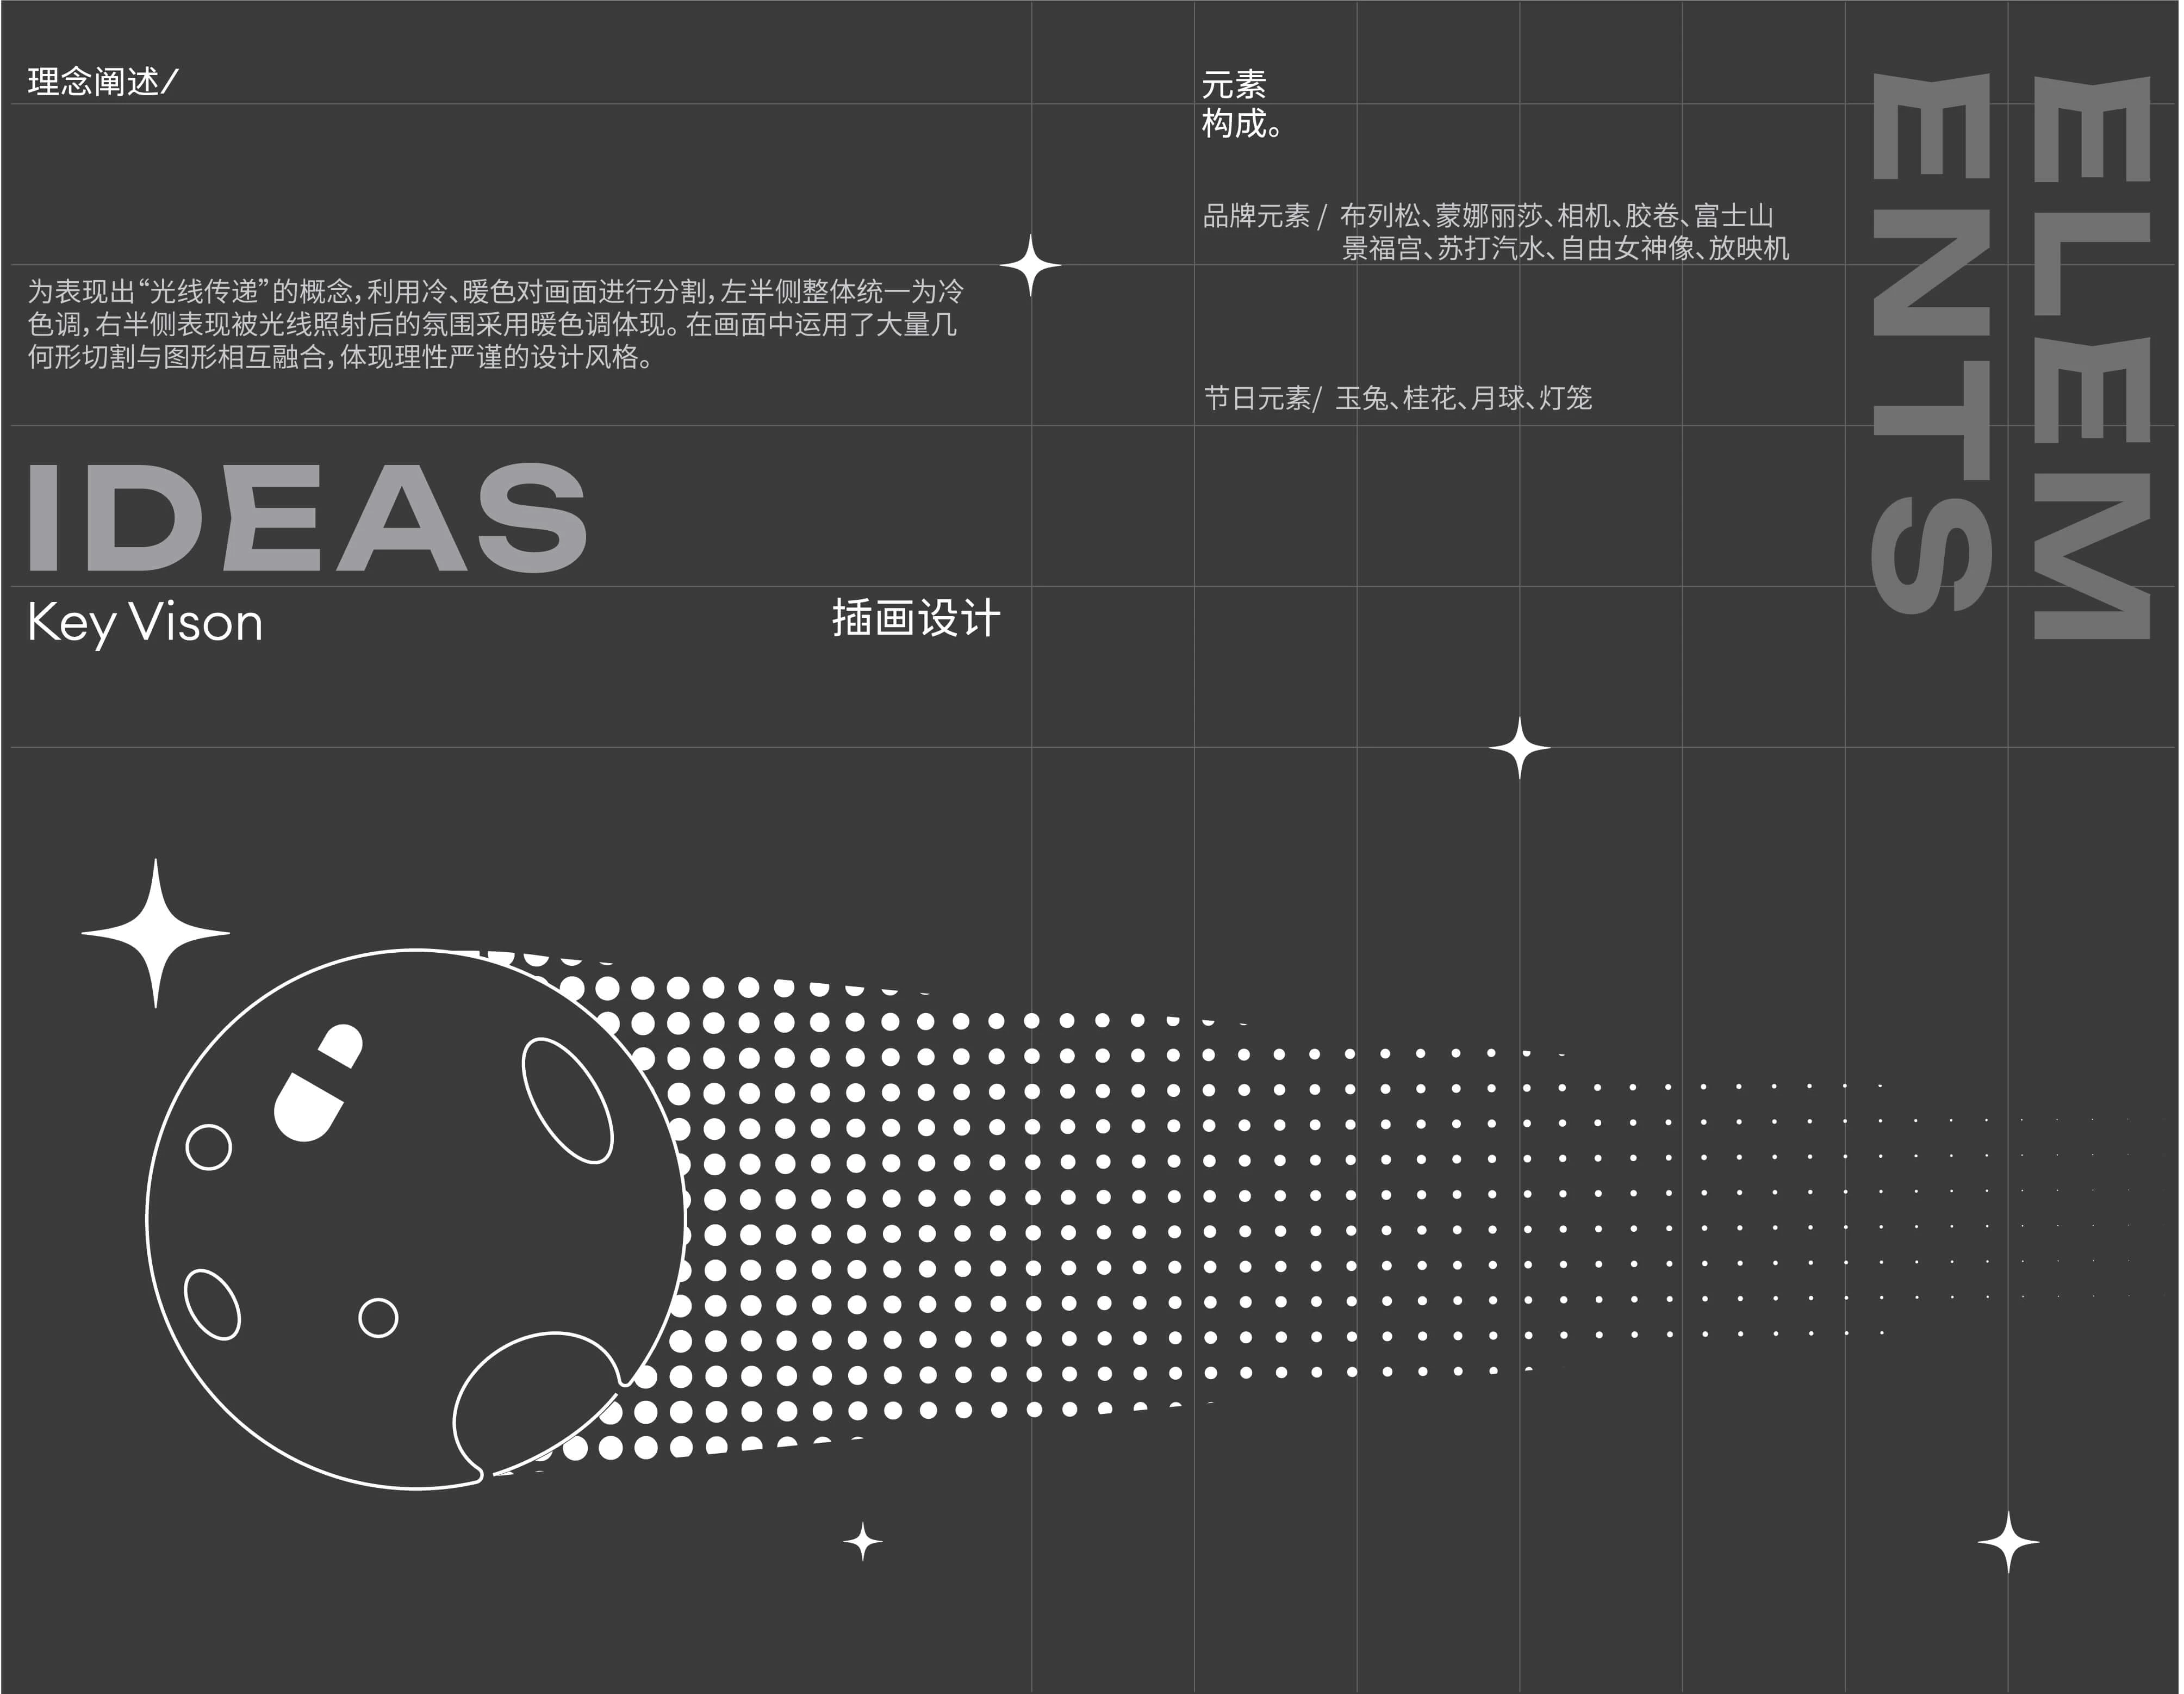 理念阐述/
为表现出“光线传递”的概念,利用冷、暖色对画面进行分割,左半侧整体统一为冷
色调,右半侧表现被光线照射后的氛围采用暖色调体现。在画面中运用了大量几
何形切割与图形相互融合,体现理性严谨的设计风格。
IDEAS
Key Vison
插画设计
元素
构成。
品牌元素 / 布列松、蒙娜丽莎、相机、胶卷、富士山
景福宫、苏打汽水、自由女神像、放映机
节日元素/ 玉兔、桂花、月球、灯笼
ELEM
ENTS